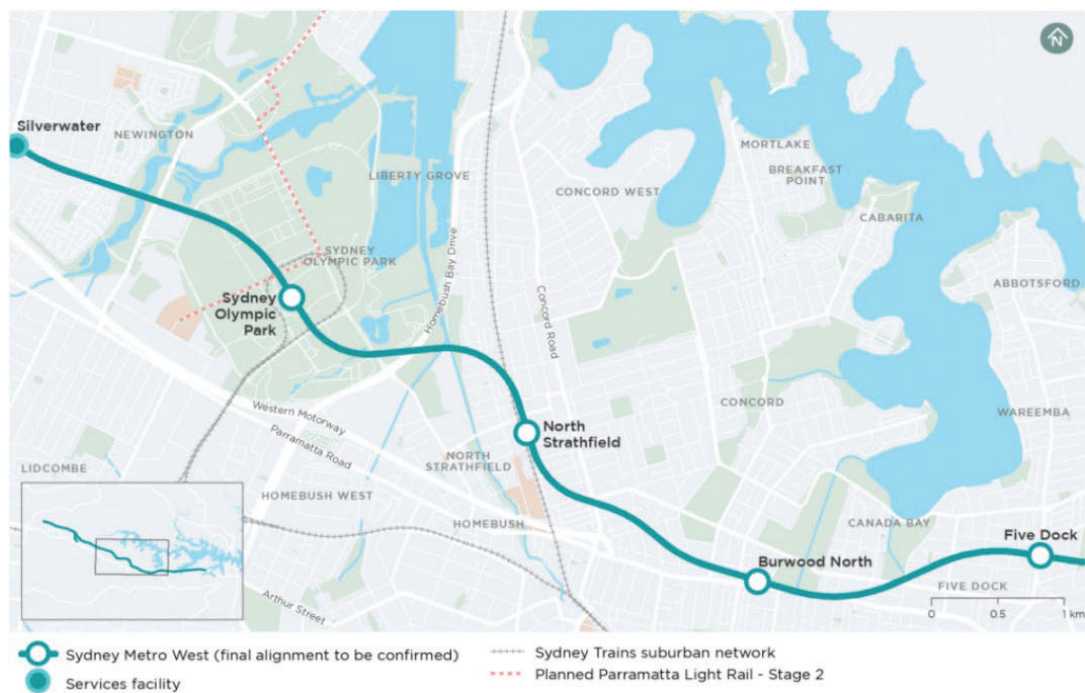 N
Silverwater
NEWINGTON
LIBERTY GROVE
CONCORD WEST
MORTLAKE
BREAKFAST
POINT
CABARITA
SYDNEY
OLYMPIC PARK
Homebush Bay Drive
Concord Road
ABBOTSFORD
Sydney
Olympic
Park
Western Motorway
Parramatta Road
North
Strathfield
CONCORD
WAREEMBA
LIDCOMBE
NORTH
STRATHFIELD
HOMEBUSH WEST
HOMEBUSH
CANADA BAY
Five Dock
Burwood North
FIVE DOCK
Arthur Street
0 0.5 1 km
Sydney Metro West (final alignment to be confirmed)
Services facility
Sydney Trains suburban network
Planned Parramatta Light Rail - Stage 2